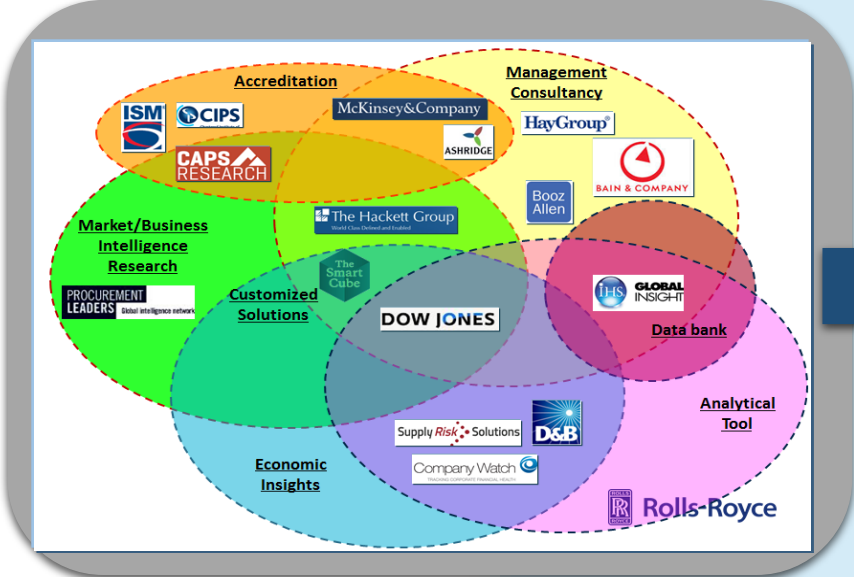 Accreditation
Management
Consultancy
ISM
CIPS
McKinsey&Company
HayGroup®
ASHRIDGE
CAPS
RESEARCH
BAIN & COMPANY
Booz
Allen
The Hackett Group
World Class Defined and Enabled
Market/Business
Intelligence
Research
The
Smart
Cube
PROCUREMENT
LEADERS Global intelligence network
Customized
Solutions
IHS GLOBAL
INSIGHT
DOW JONES
Data bank
Analytical
Tool
Supply Risk Solutions
D&B
Company Watch
TRACKING CORPORATE FINANCIAL HEALTH
Economic
Insights
ROLLS
RR
ROYCE
Rolls-Royce